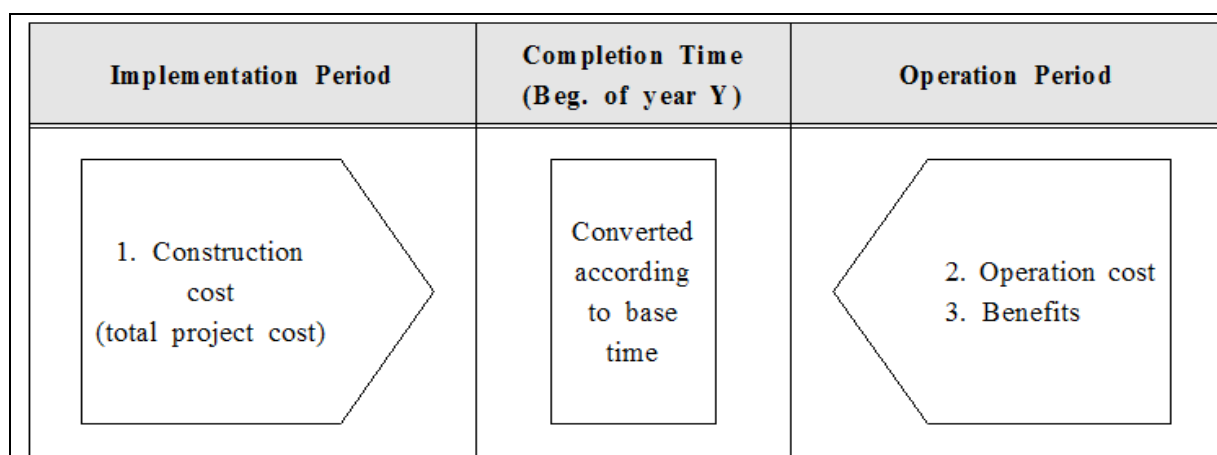 Implementation Period
Completion Time
(Beg. of year Y)
Operation Period
1. Construction
cost
(total project cost)
Converted
according
to base
time
2. Operation cost
3. Benefits